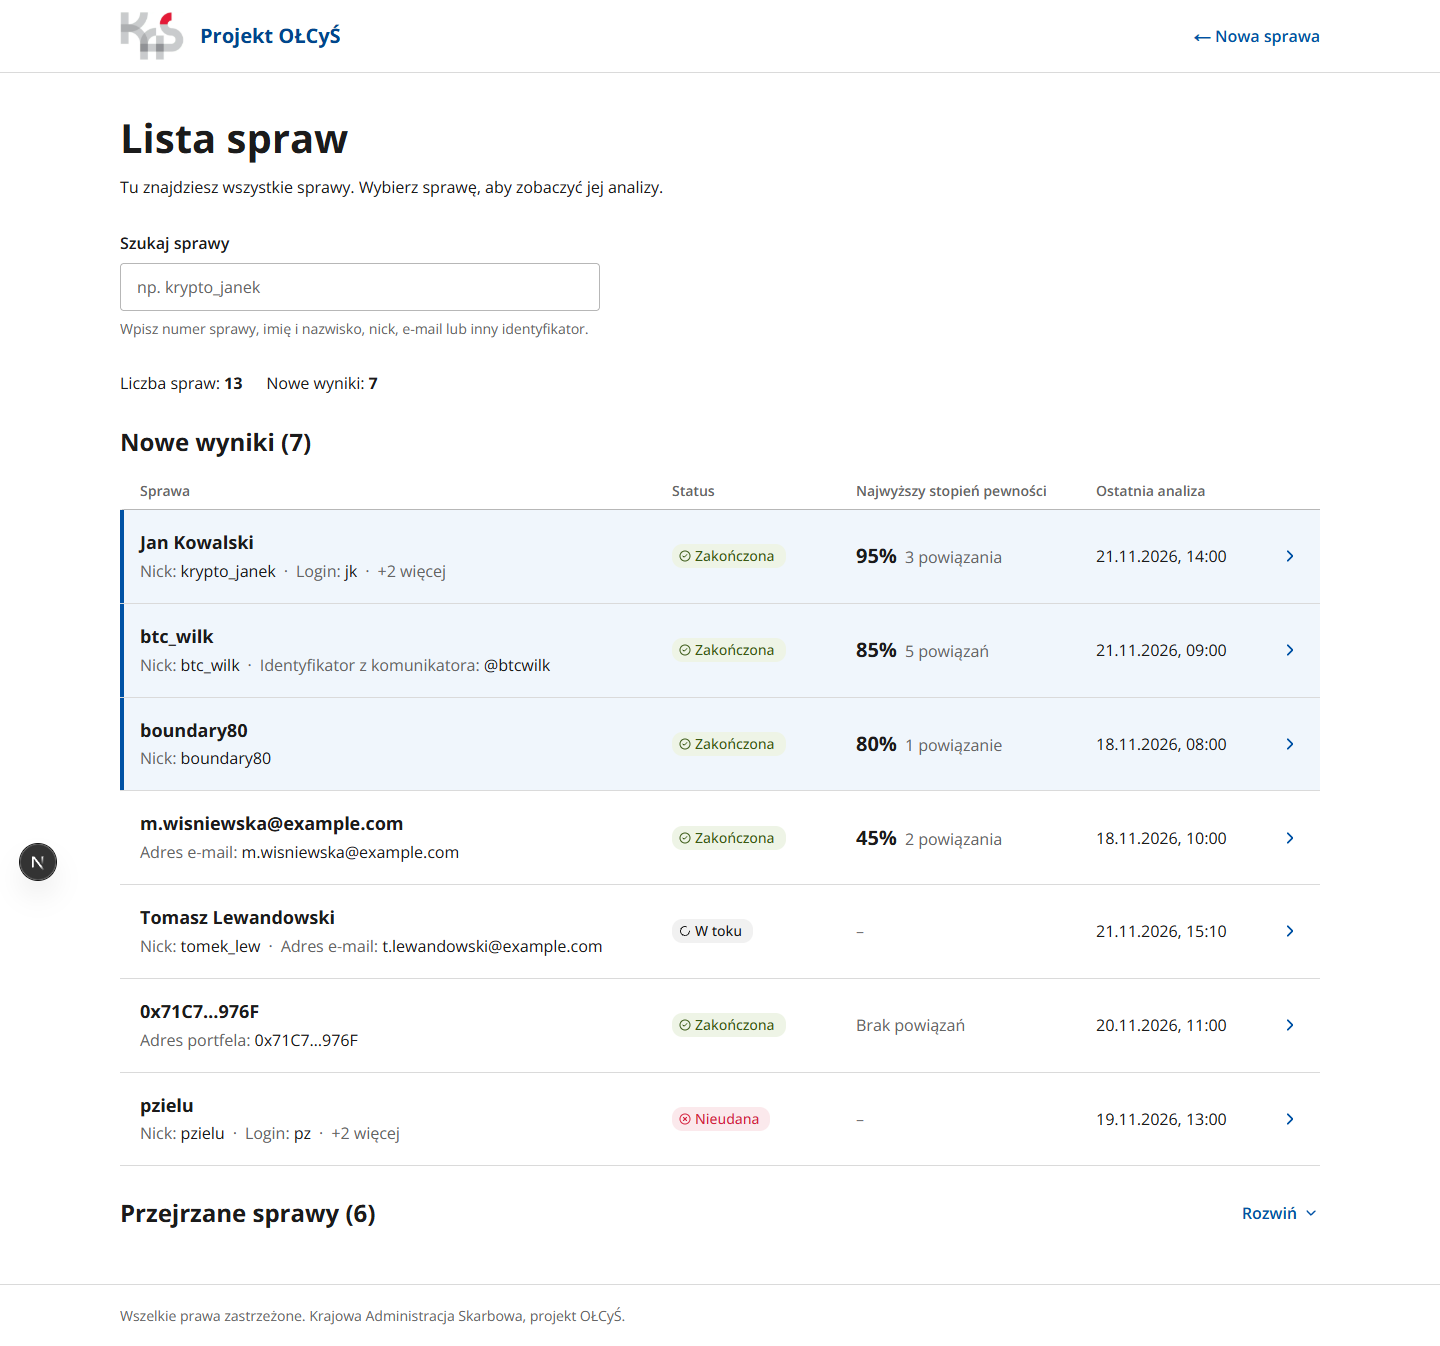 KAS
Projekt OŁCyŚ
← Nowa sprawa
Lista spraw
Tu znajdziesz wszystkie sprawy. Wybierz sprawę, aby zobaczyć jej analizy.
Szukaj sprawy
np. krypto_janek
Wpisz numer sprawy, imię i nazwisko, nick, e-mail lub inny identyfikator.
Liczba spraw: 13 Nowe wyniki: 7
Nowe wyniki (7)
Sprawa Status Najwyższy stopień pewności Ostatnia analiza
Jan Kowalski
Nick: krypto_janek · Login: jk · +2 więcej
Zakończona 95% 3 powiązania 21.11.2026, 14:00
btc_wilk
Nick: btc_wilk · Identyfikator z komunikatora: @btcwilk
Zakończona 85% 5 powiązań 21.11.2026, 09:00
boundary80
Nick: boundary80
Zakończona 80% 1 powiązanie 18.11.2026, 08:00
m.wisniewska@example.com
Adres e-mail: m.wisniewska@example.com
Zakończona 45% 2 powiązania 18.11.2026, 10:00
Tomasz Lewandowski
Nick: tomek_lew · Adres e-mail: t.lewandowski@example.com
W toku – 21.11.2026, 15:10
0x71C7...976F
Adres portfela: 0x71C7...976F
Zakończona Brak powiązań 20.11.2026, 11:00
pzielu
Nick: pzielu · Login: pz · +2 więcej
Nieudana – 19.11.2026, 13:00
N
Przejrzane sprawy (6)
Rozwiń
Wszelkie prawa zastrzeżone. Krajowa Administracja Skarbowa, projekt OŁCyŚ.